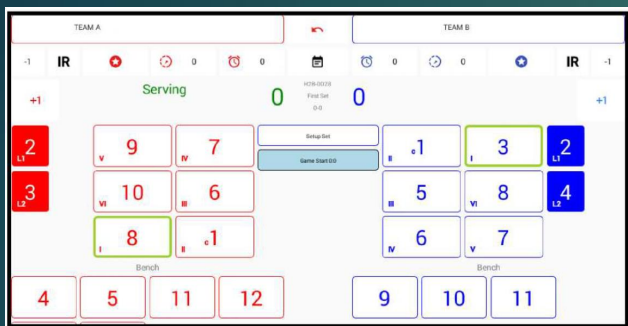 TEAM A TEAM B
-1 IR 0 0 0 0 IR -1
+1 Serving 0 H2B-0029 0 +1
First Set
0-0
Setup Set
Game Start DG
2 L1 9 V 7 IV II c1 I 3 L1 2
3 L2 10 VI 6 III III 5 VI 8 L2 4
8 I II c1 IV 6 V 7
Bench Bench
4 5 11 12 9 10 11